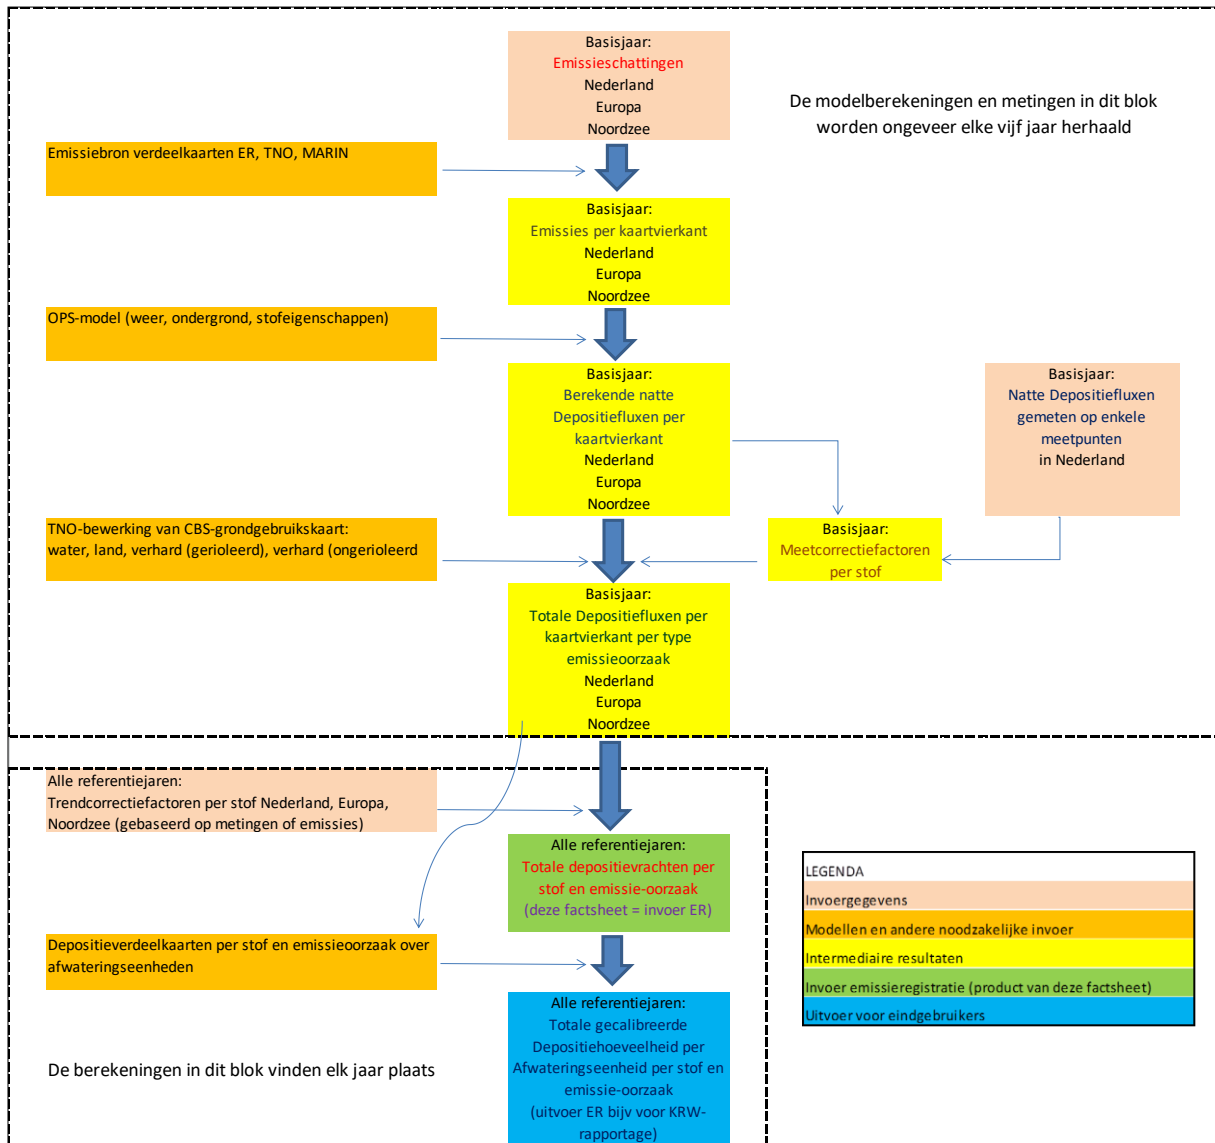 Basisjaar:
Emissieschattingen
Nederland
Europa
Noordzee
De modelberekeningen en metingen in dit blok
worden ongeveer elke vijf jaar herhaald
Emissiebron verdeelkaarten ER, TNO, MARIN
Basisjaar:
Emissies per kaartvierkant
Nederland
Europa
Noordzee
OPS-model (weer, ondergrond, stofeigenschappen)
Basisjaar:
Berekende natte
Depositiefluxen per
kaartvierkant
Nederland
Europa
Noordzee
Basisjaar:
Natte Depositiefluxen
gemeten op enkele
meetpunten
in Nederland
TNO-bewerking van CBS-grondgebruikskaart:
water, land, verhard (gerioleerd), verhard (ongerioleerd
Basisjaar:
Meetcorrectiefactoren
per stof
Basisjaar:
Totale Depositiefluxen per
kaartvierkant per type
emissieoorzaak
Nederland
Europa
Noordzee
Alle referentiejaren:
Trendcorrectiefactoren per stof Nederland, Europa,
Noordzee (gebaseerd op metingen of emissies)
Alle referentiejaren:
Totale depositievrachten per
stof en emissie-oorzaak
(deze factsheet = invoer ER)
Depositieverdeelkaarten per stof en emissieoorzaak over
afwateringseenheden
Alle referentiejaren:
Totale gecalibreerde
Depositiehoeveelheid per
Afwateringseenheid per stof en
emissie-oorzaak
(uitvoer ER bijv voor KRW-
rapportage)
De berekeningen in dit blok vinden elk jaar plaats
LEGENDA
Invoergegevens
Modellen en andere noodzakelijke invoer
Intermediaire resultaten
Invoer emissieregistratie (product van deze factsheet)
Uitvoer voor eindgebruikers